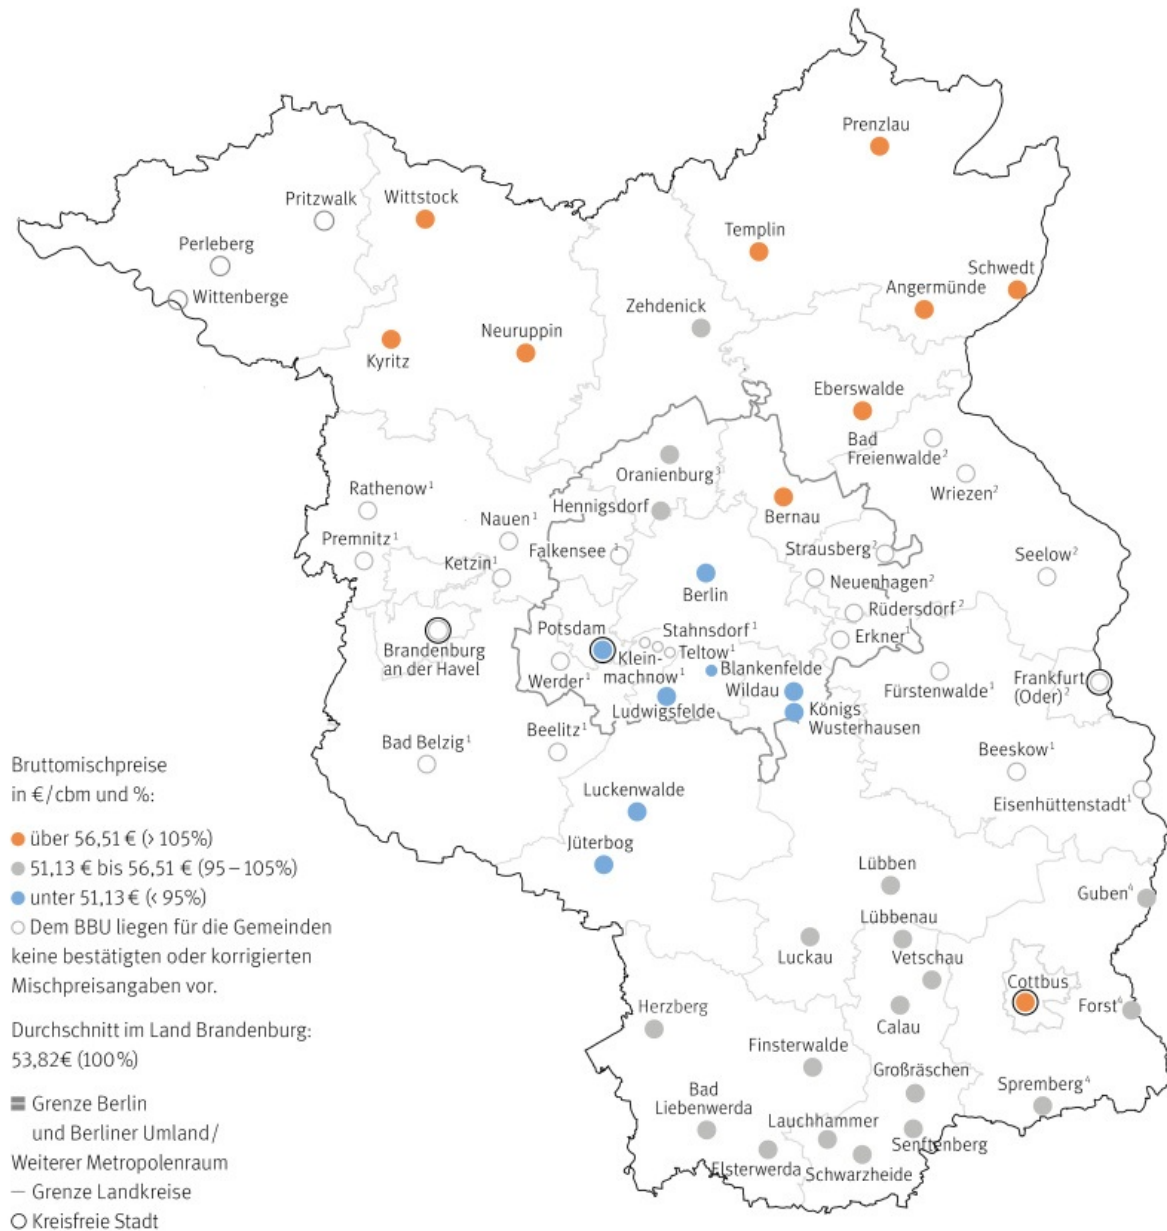 Prenzlau
Pritzwalk
Wittstock
Templin
Perleberg
Schwedt
Angermünde
Wittenberge
Zehdenick
Neuruppin
Kyritz
Eberswalde
Bad
Freienwalde²
Oranienburg³
Wriezen²
Rathenow¹
Hennigsdorf
Nauen¹
Bernau
Premnitz¹
Falkensee¹
Strausberg²
Seelow²
Ketzin¹
Neuenhagen²
Berlin
Rüdersdorf²
Potsdam
Stahnsdorf¹
Erkner¹
Brandenburg
an der Havel
Klein-
machnow¹
Teltow¹
Blankenfelde
Werder¹
Wildau
Fürstenwalde¹
Frankfurt
(Oder)²
Ludwigsfelde
Königs
Wusterhausen
Beelitz¹
Bad Belzig¹
Beeskow¹
Eisenhüttenstadt¹
Luckenwalde
Jüterbog
Lübben
Guben⁴
Lübbenau
Luckau
Vetschau
Cottbus
Herzberg
Calau
Forst⁴
Finsterwalde
Großräschen
Bad
Liebenwerda
Spremberg⁴
Lauchhammer
Senftenberg
Elsterwerda
Schwarzheide
Bruttomischpreise
in €/cbm und %:
über 56,51 € (> 105%)
51,13 € bis 56,51 € (95 – 105%)
unter 51,13 € (< 95%)
Dem BBU liegen für die Gemeinden
keine bestätigten oder korrigierten
Mischpreisangaben vor.
Durchschnitt im Land Brandenburg:
53,82€ (100%)
Grenze Berlin
und Berliner Umland/
Weiterer Metropolenraum
Grenze Landkreise
Kreisfreie Stadt